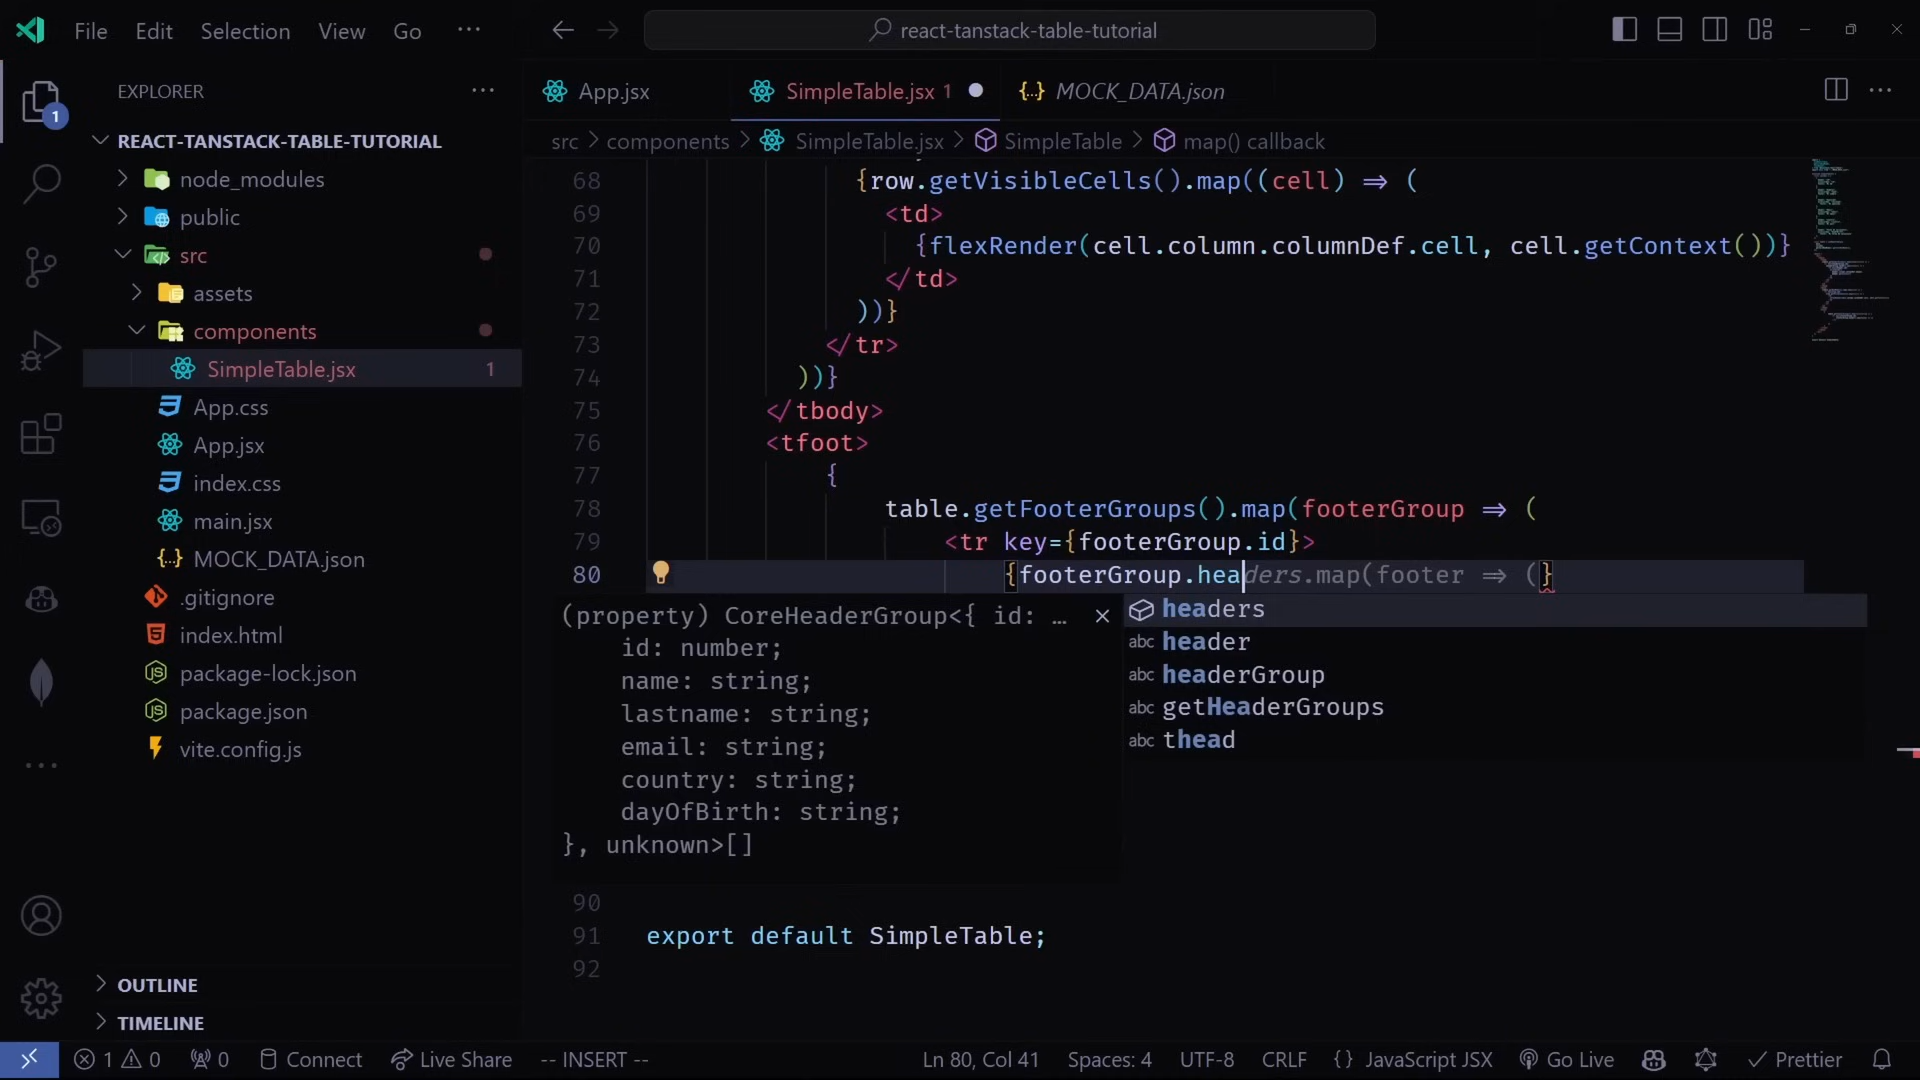 File Edit Selection View Go ···
react-tanstack-table-tutorial
EXPLORER ···
REACT-TANSTACK-TABLE-TUTORIAL
node_modules
public
src
assets
components
SimpleTable.jsx 1
App.css
App.jsx
index.css
main.jsx
MOCK_DATA.json
.gitignore
index.html
package-lock.json
package.json
vite.config.js
OUTLINE
TIMELINE
1
App.jsx
SimpleTable.jsx 1
{..} MOCK_DATA.json
src > components > SimpleTable.jsx > SimpleTable > map() callback
68 {row.getVisibleCells().map((cell) ⇒ (
69 <td>
70 {flexRender(cell.column.columnDef.cell, cell.getContext())}
71 </td>
72 ))}
73 </tr>
74 ))}
75 </tbody>
76 <tfoot>
77 {
78 table.getFooterGroups().map(footerGroup ⇒ (
79 <tr key={footerGroup.id}>
80 {footerGroup.headers.map(footer ⇒ (}
(property) CoreHeaderGroup<{ id: …
id: number;
name: string;
lastname: string;
email: string;
country: string;
dayOfBirth: string;
}, unknown>[]
headers
abc header
abc headerGroup
abc getHeaderGroups
abc thead
90
91 export default SimpleTable;
92
1 0 0 Connect Live Share -- INSERT -- Ln 80, Col 41 Spaces: 4 UTF-8 CRLF {} JavaScript JSX Go Live Prettier